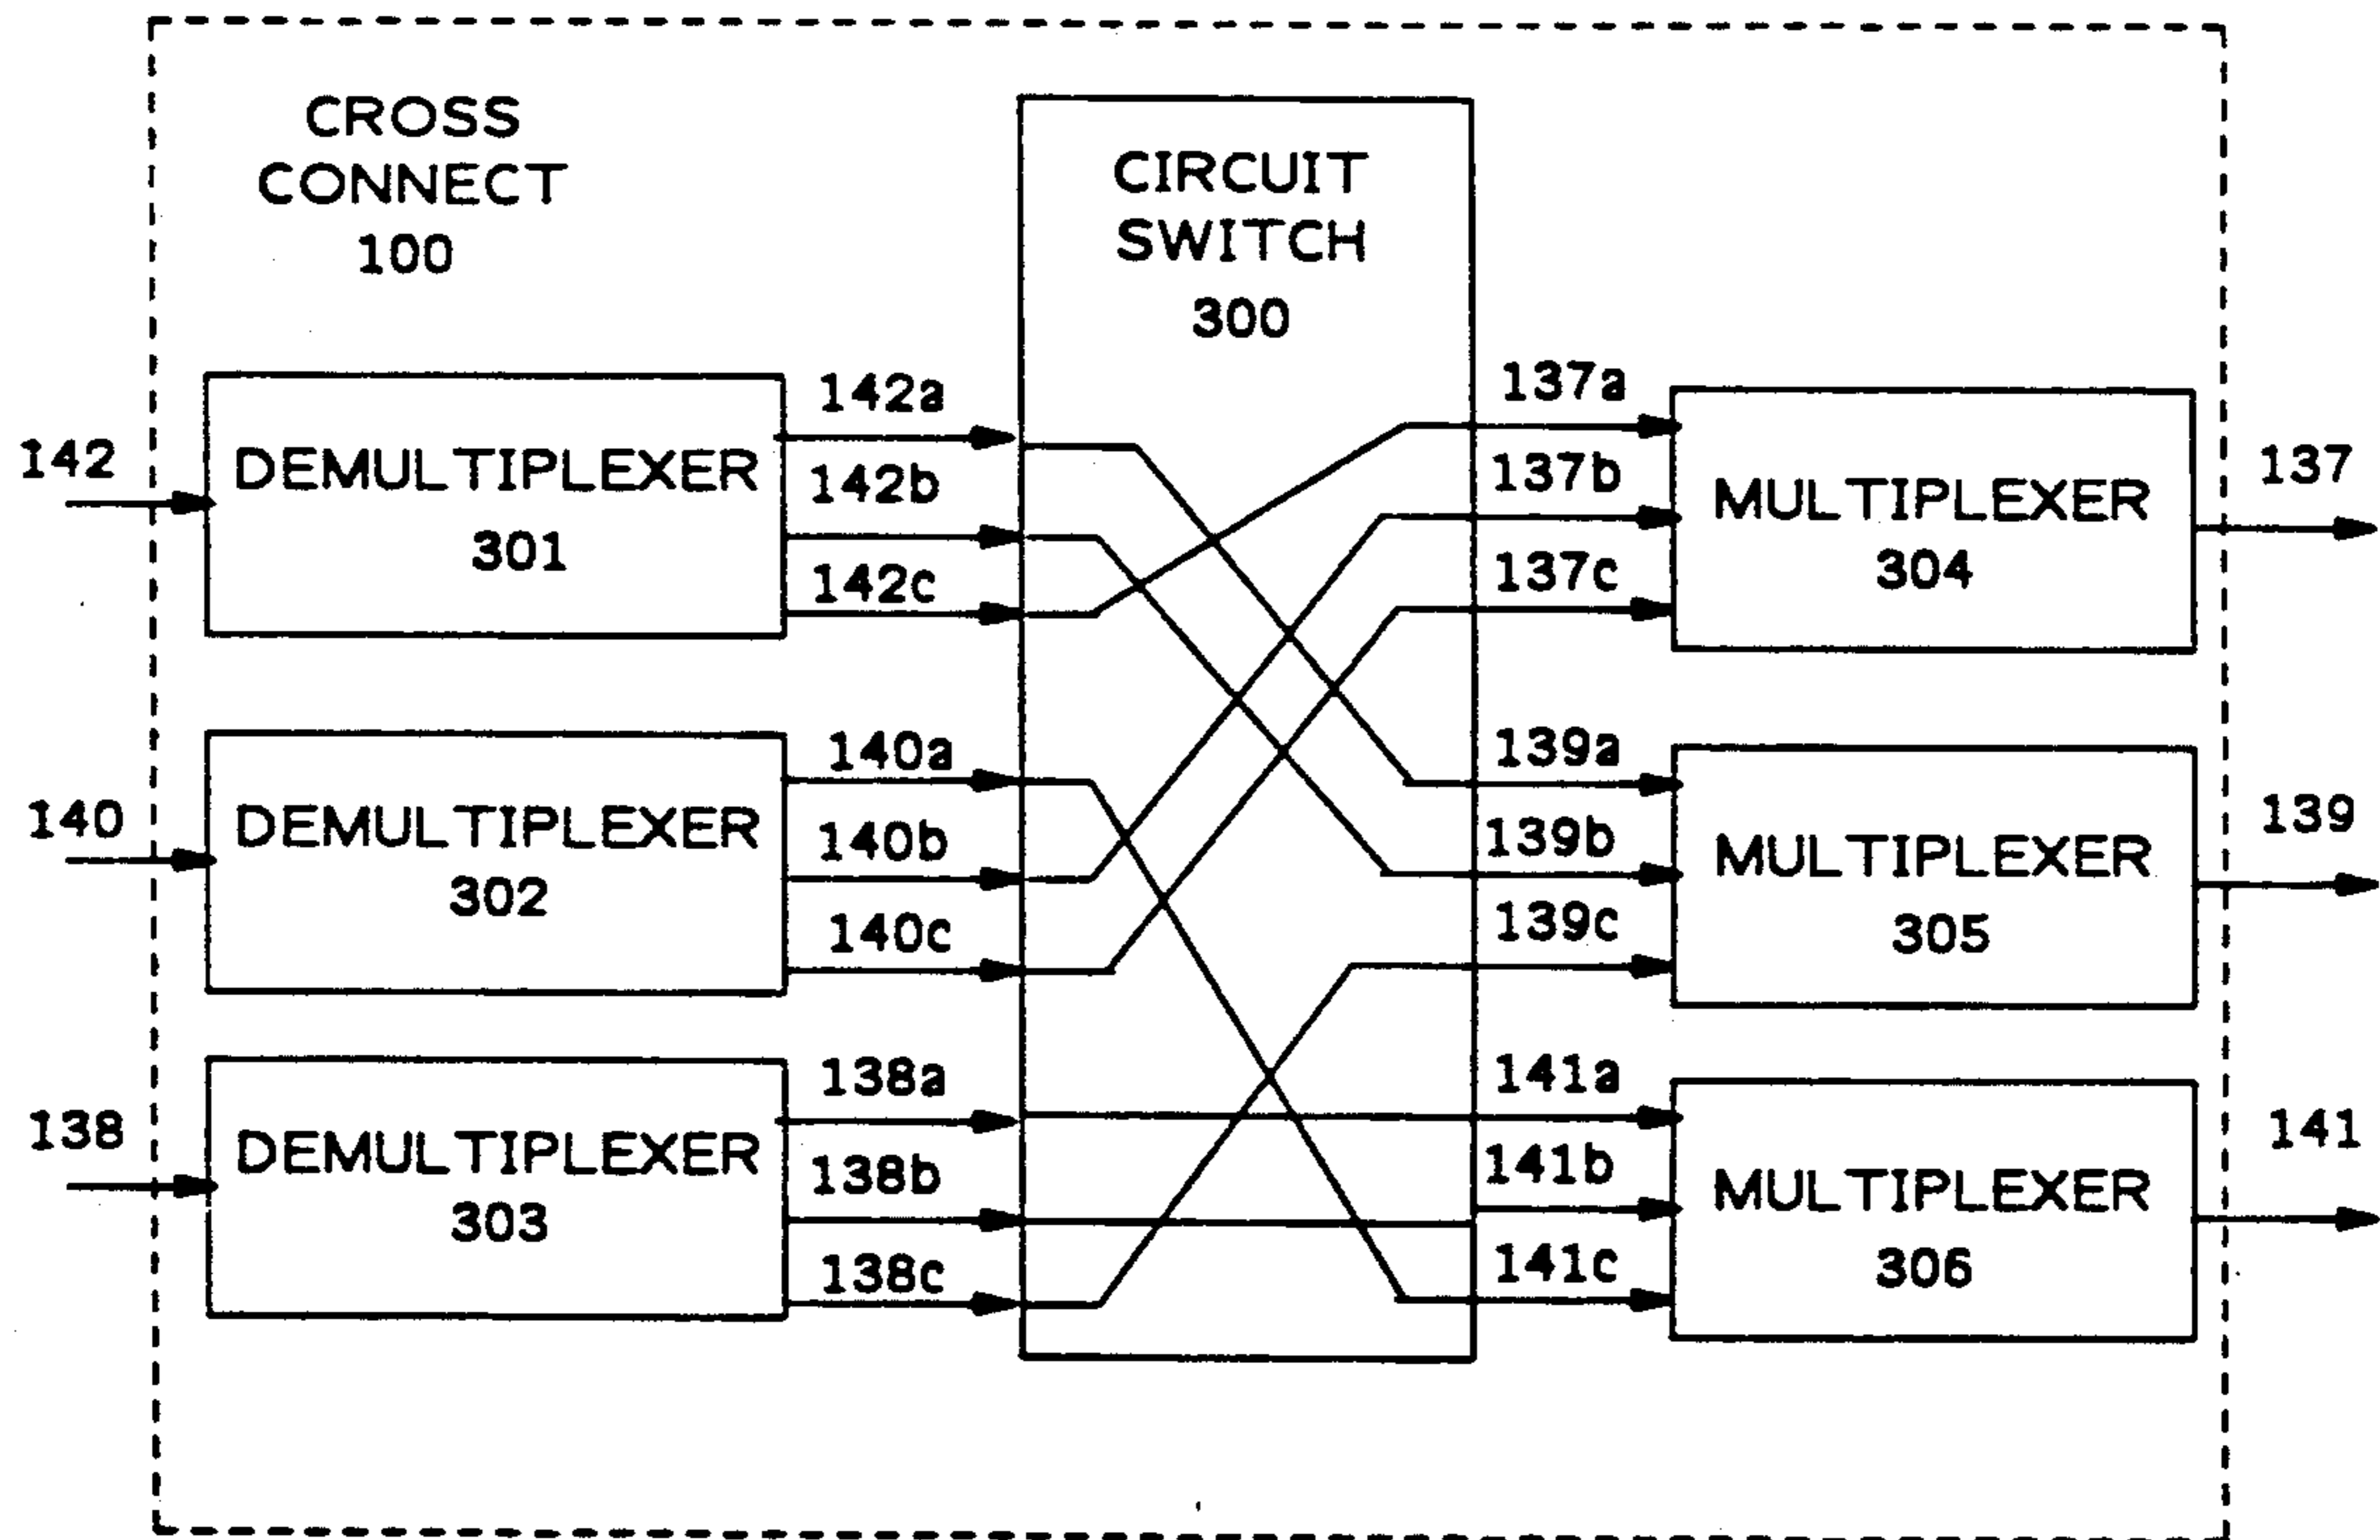 CROSS
CONNECT
100
CIRCUIT
SWITCH
300
142
DEMULTIPLEXER
301
142a
142b
142c
137a
137b
137c
MULTIPLEXER
304
137
140
DEMULTIPLEXER
302
140a
140b
140c
139a
139b
139c
MULTIPLEXER
305
139
138
DEMULTIPLEXER
303
138a
138b
138c
141a
141b
141c
MULTIPLEXER
306
141